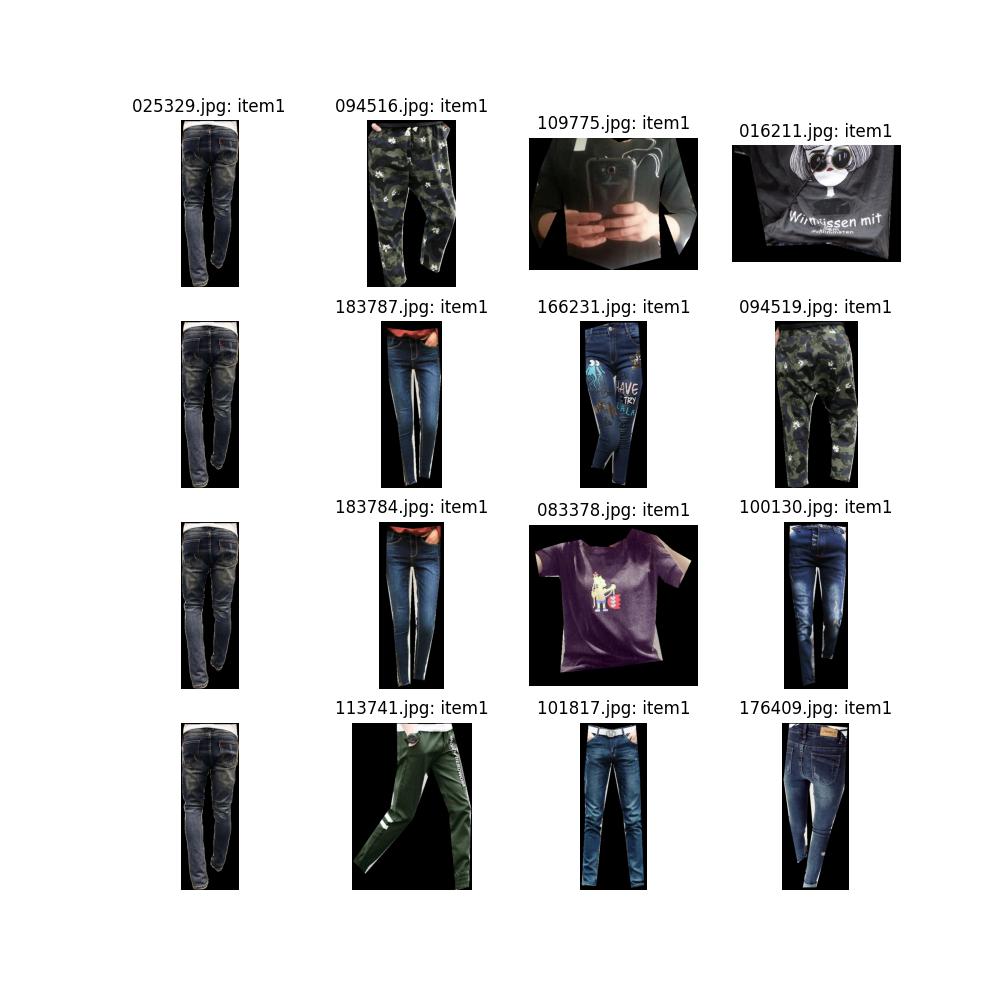 025329.jpg: item1
094516.jpg: item1
109775.jpg: item1
016211.jpg: item1
Wir müssen mit
183787.jpg: item1
166231.jpg: item1
094519.jpg: item1
HAVE
TRY
183784.jpg: item1
083378.jpg: item1
100130.jpg: item1
113741.jpg: item1
101817.jpg: item1
176409.jpg: item1